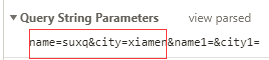 ▼ Query String Parameters view parsed
name=suxq&city=xiamen&name1=&city1=